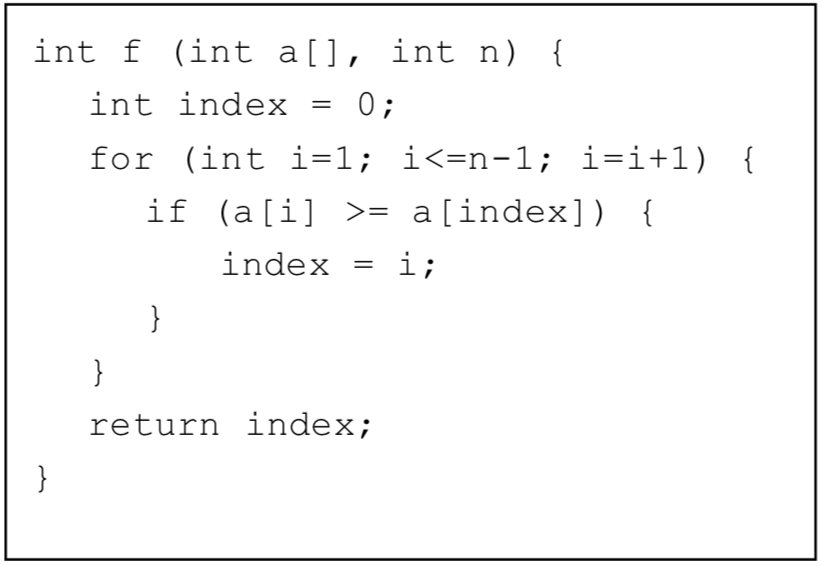 int f (int a[], int n) {
int index = 0;
for (int i=1; i<=n-1; i=i+1) {
if (a[i] >= a[index]) {
index = i;
}
}
return index;
}